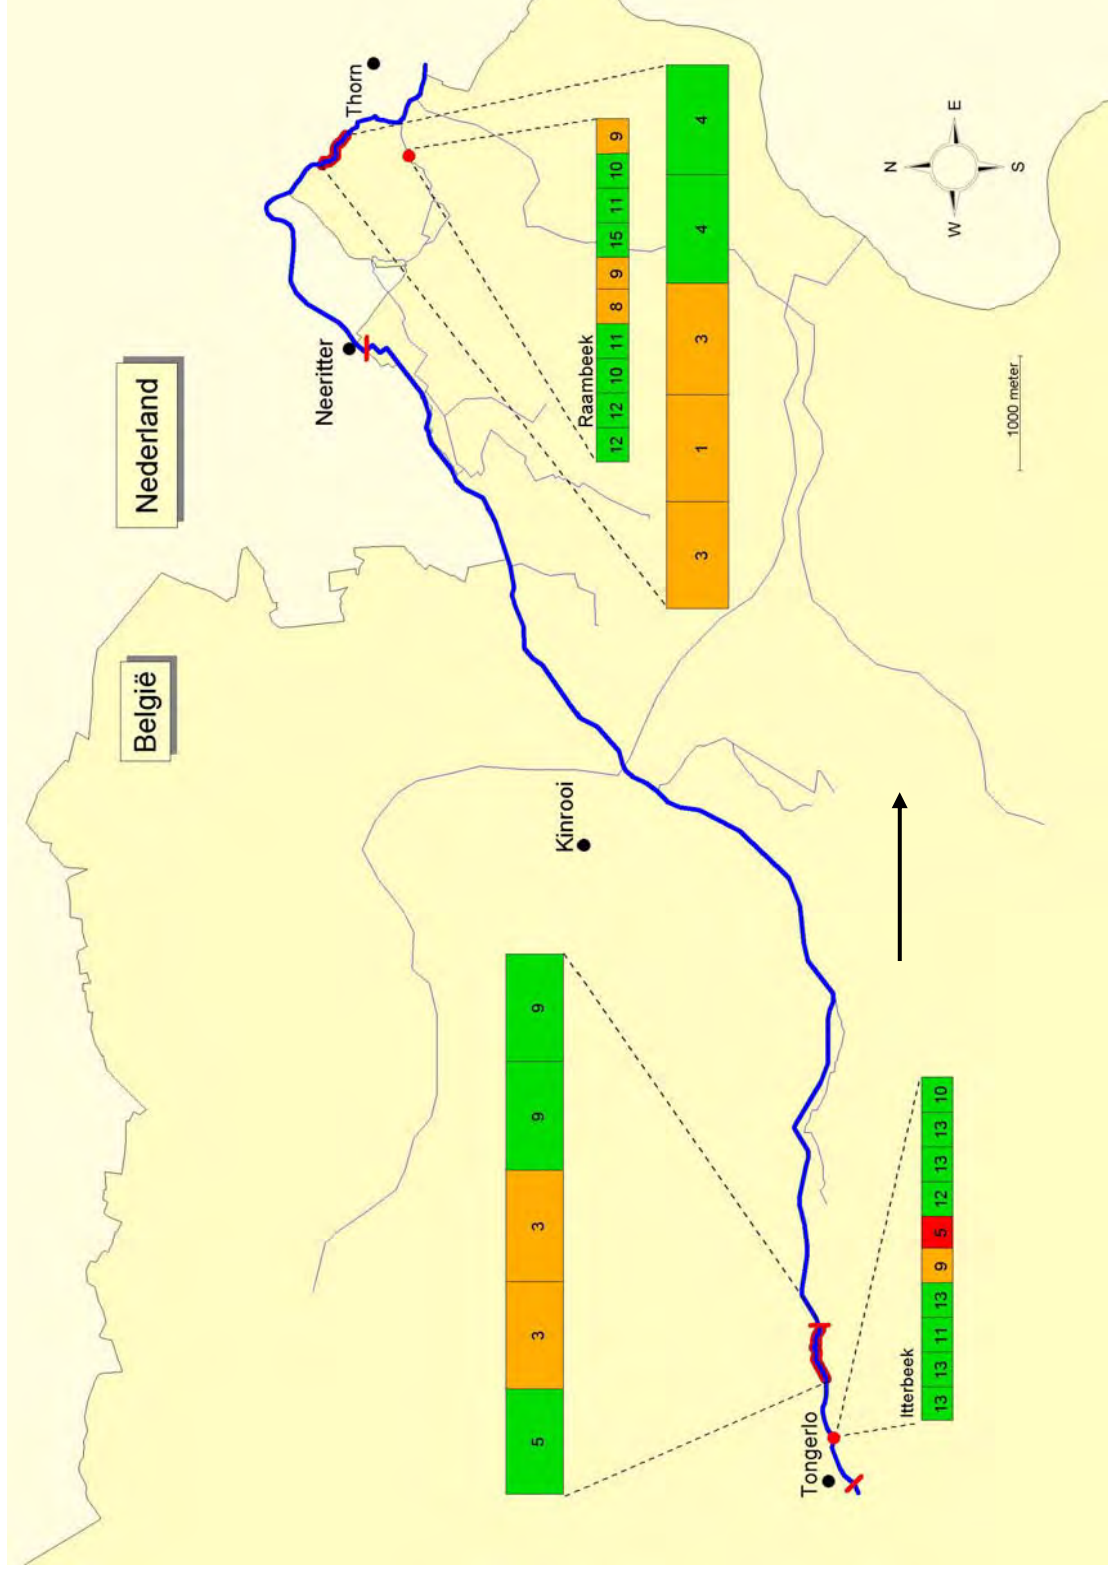 België
Nederland
Neeritter
Thorn
5 3 3 9 9
Kinrooi
Raambeek
12 12 10 11 8 9 15 11 10 9
3 1 3 4 4
Tongerlo
Itterbeek
13 13 11 13 9 5 12 13 13 10
N
W E
S
1000 meter